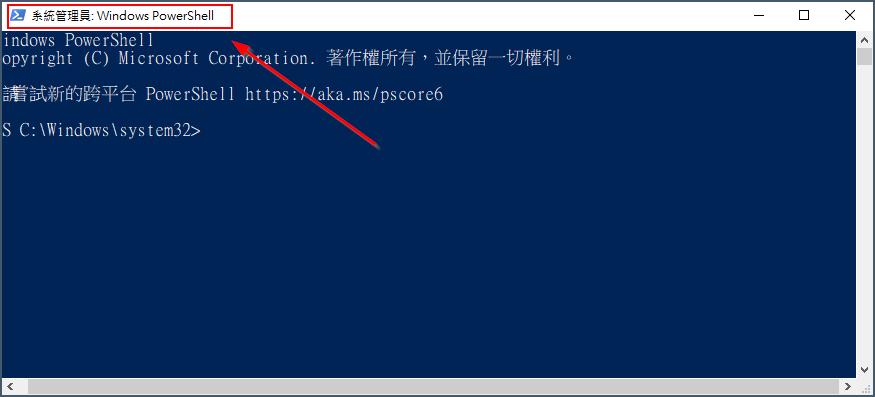 系統管理員: Windows PowerShell
indows PowerShell
opyright (C) Microsoft Corporation. 著作權所有，並保留一切權利。
請嘗試新的跨平台 PowerShell https://aka.ms/pscore6
S C:\Windows\system32>